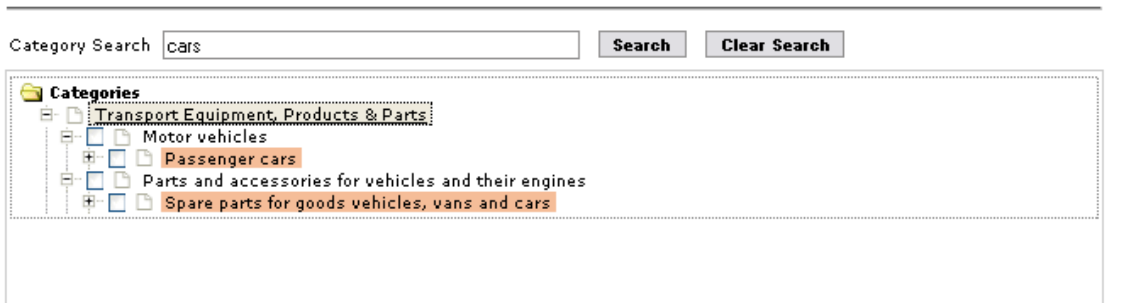 Category Search cars Search Clear Search
Categories
Transport Equipment, Products & Parts
Motor vehicles
Passenger cars
Parts and accessories for vehicles and their engines
Spare parts for goods vehicles, vans and cars